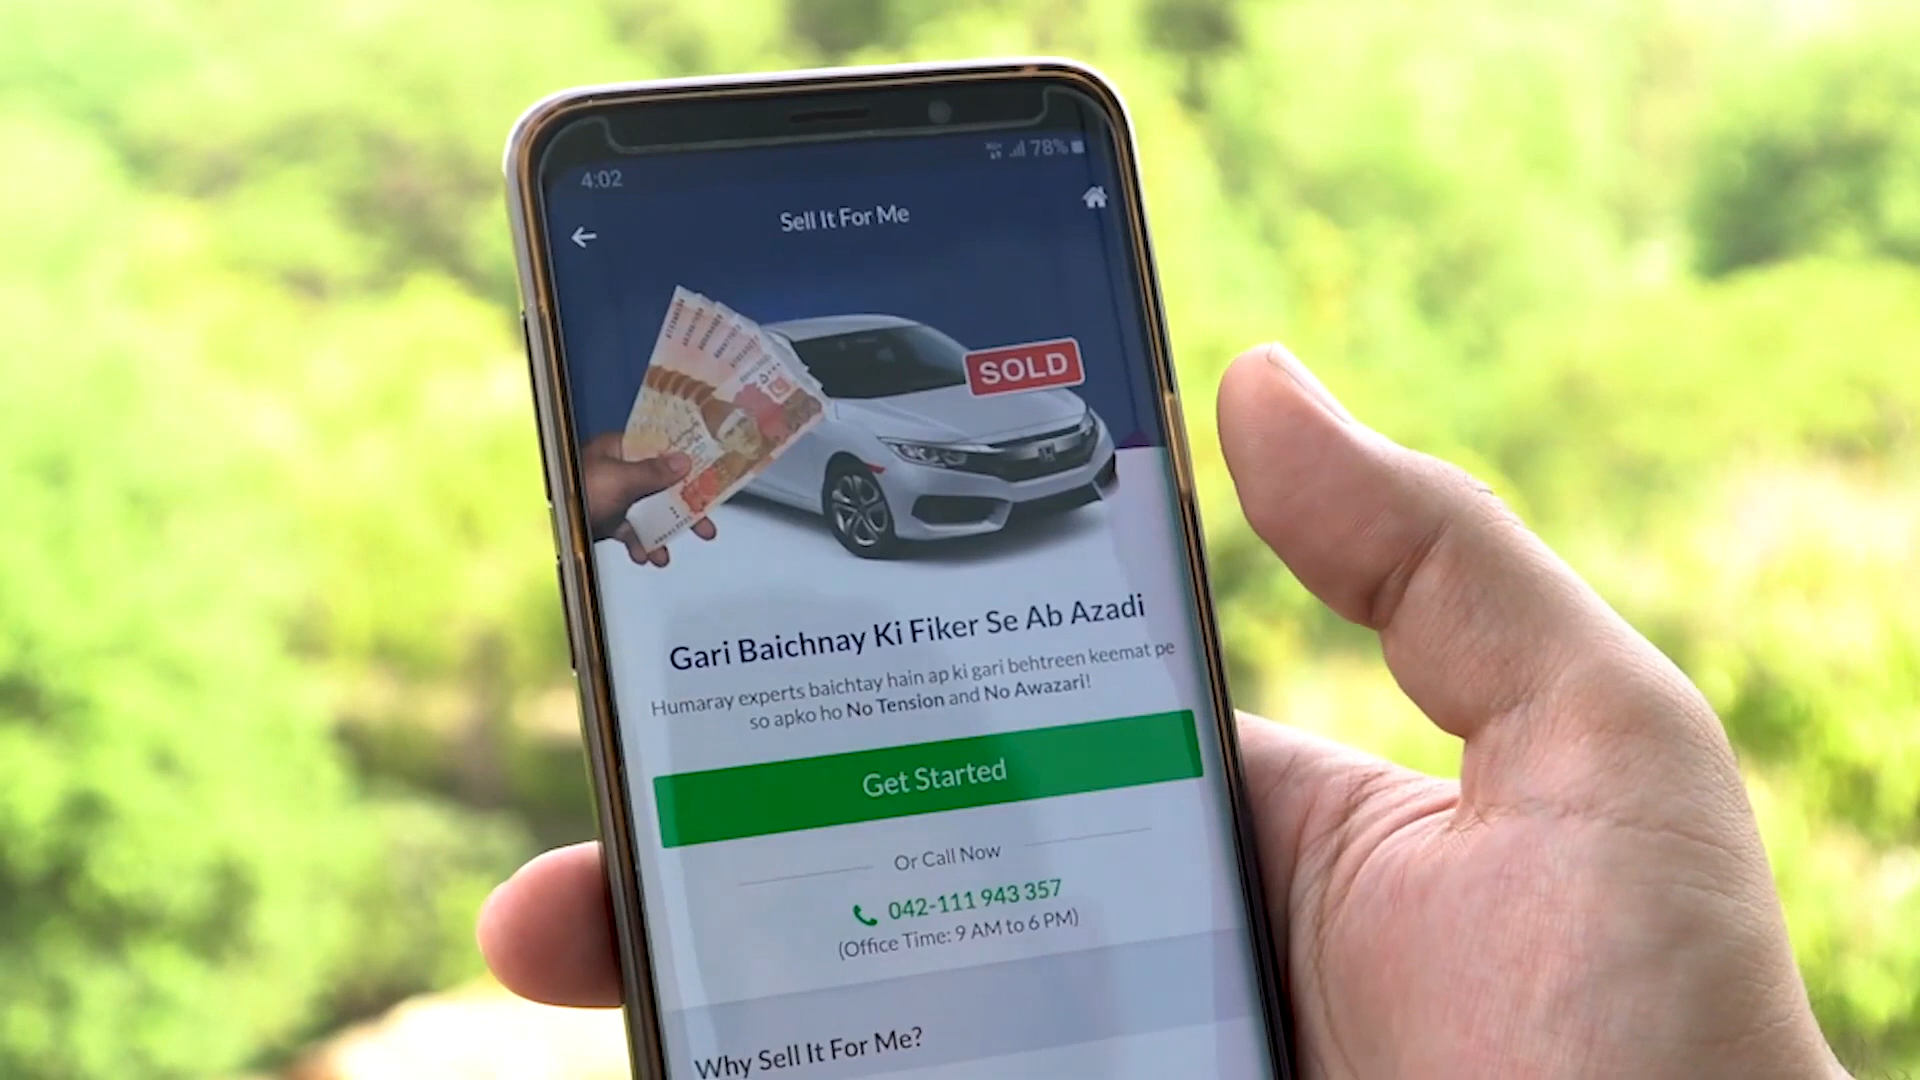 4:02
78%
Sell It For Me
SOLD
Gari Baichnay Ki Fiker Se Ab Azadi
Humaray experts baichtay hain ap ki gari behtreen keemat pe
so apko ho No Tension and No Awazari!
Get Started
Or Call Now
042-111 943 357
(Office Time: 9 AM to 6 PM)
Why Sell It For Me?